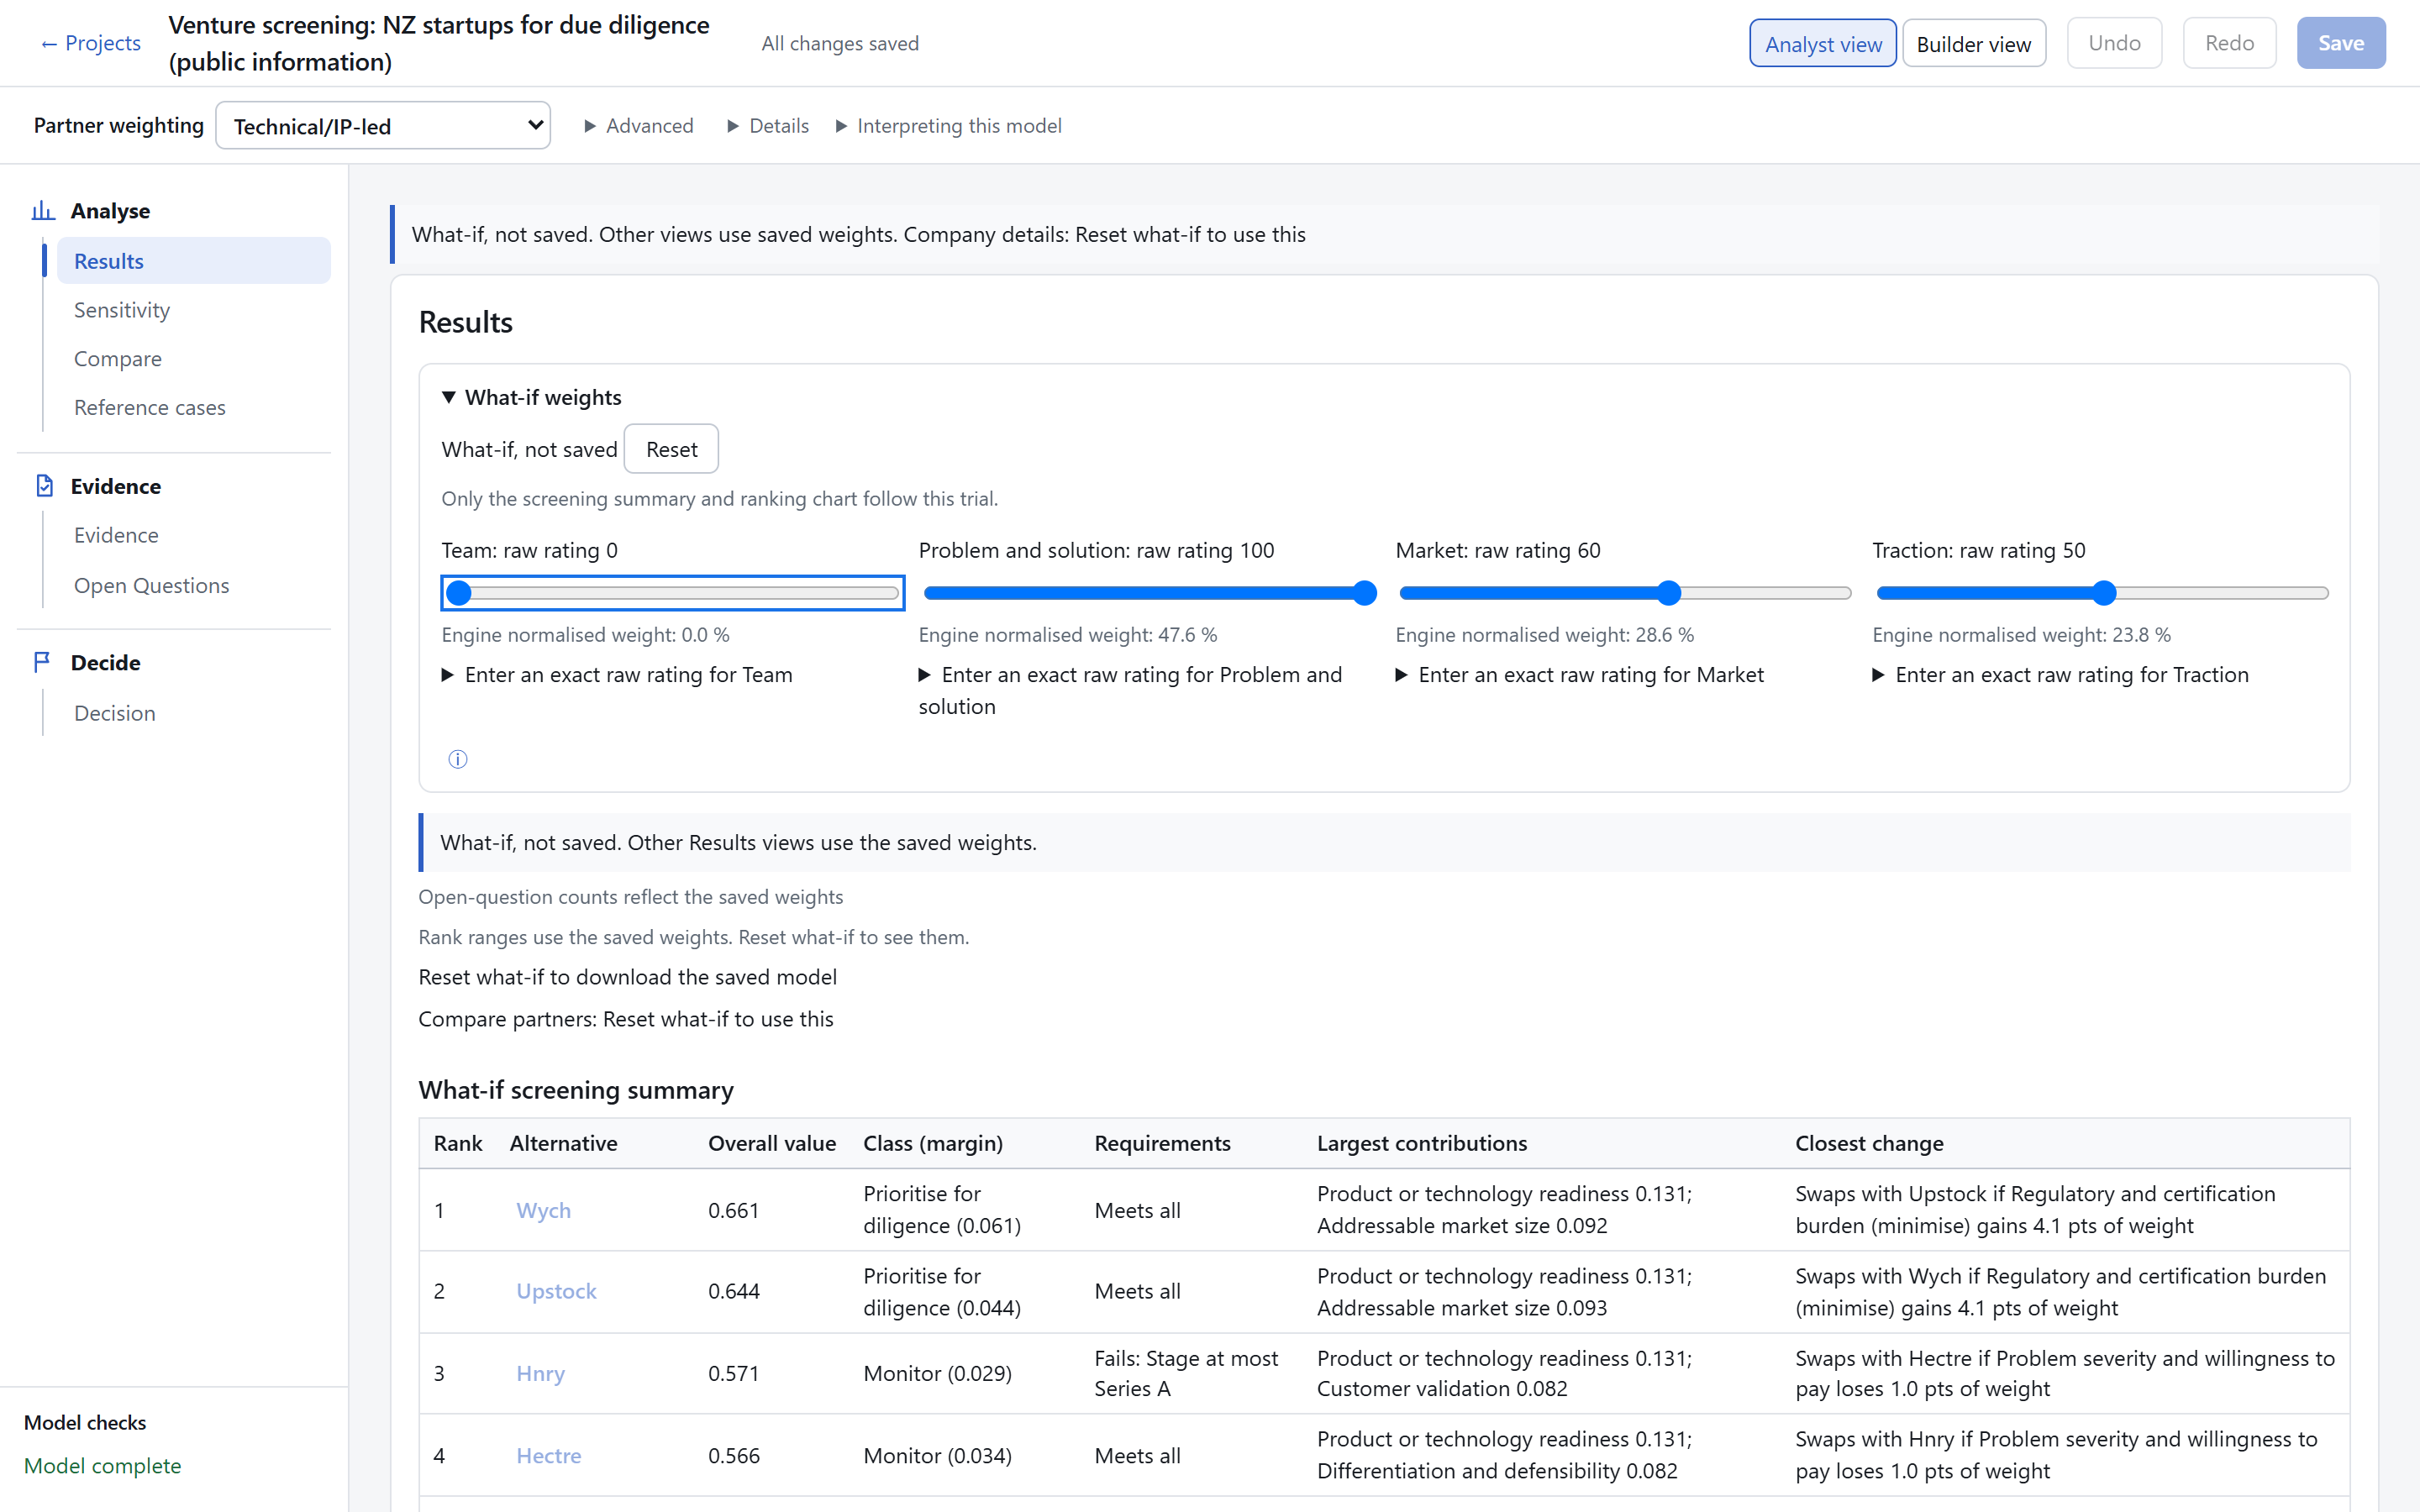 ← Projects
Venture screening: NZ startups for due diligence
(public information)
All changes saved
Analyst view
Builder view
Undo
Redo
Save
Partner weighting
Technical/IP-led
▶ Advanced
▶ Details
▶ Interpreting this model
Analyse
Results
Sensitivity
Compare
Reference cases
Evidence
Evidence
Open Questions
Decide
Decision
Model checks
Model complete
What-if, not saved. Other views use saved weights. Company details: Reset what-if to use this
Results
▼ What-if weights
What-if, not saved
Reset
Only the screening summary and ranking chart follow this trial.
Team: raw rating 0
Engine normalised weight: 0.0 %
▶ Enter an exact raw rating for Team
Problem and solution: raw rating 100
Engine normalised weight: 47.6 %
▶ Enter an exact raw rating for Problem and
solution
Market: raw rating 60
Engine normalised weight: 28.6 %
▶ Enter an exact raw rating for Market
Traction: raw rating 50
Engine normalised weight: 23.8 %
▶ Enter an exact raw rating for Traction
ⓘ
What-if, not saved. Other Results views use the saved weights.
Open-question counts reflect the saved weights
Rank ranges use the saved weights. Reset what-if to see them.
Reset what-if to download the saved model
Compare partners: Reset what-if to use this
What-if screening summary
Rank Alternative Overall value Class (margin) Requirements Largest contributions Closest change
1
Wych
0.661
Prioritise for
diligence (0.061)
Meets all
Product or technology readiness 0.131;
Addressable market size 0.092
Swaps with Upstock if Regulatory and certification
burden (minimise) gains 4.1 pts of weight
2
Upstock
0.644
Prioritise for
diligence (0.044)
Meets all
Product or technology readiness 0.131;
Addressable market size 0.093
Swaps with Wych if Regulatory and certification burden
(minimise) gains 4.1 pts of weight
3
Hnry
0.571
Monitor (0.029)
Fails: Stage at most
Series A
Product or technology readiness 0.131;
Customer validation 0.082
Swaps with Hectre if Problem severity and willingness to
pay loses 1.0 pts of weight
4
Hectre
0.566
Monitor (0.034)
Meets all
Product or technology readiness 0.131;
Differentiation and defensibility 0.082
Swaps with Hnry if Problem severity and willingness to
pay loses 1.0 pts of weight